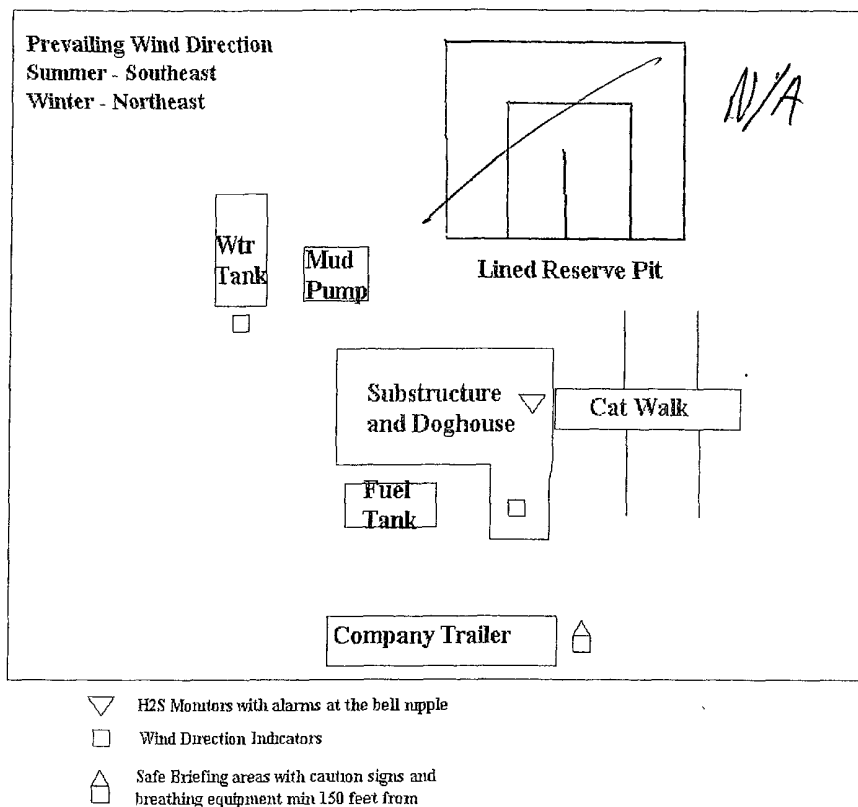 Prevailing Wind Direction
Summer - Southeast
Winter - Northeast
N/A
Wtr
Tank
Mud
Pump
Lined Reserve Pit
Substructure
and Doghouse
Cat Walk
Fuel
Tank
Company Trailer
H2S Monitors with alarms at the bell nipple
Wind Direction Indicators
Safe Briefing areas with caution signs and
breathing equipment min 150 feet from